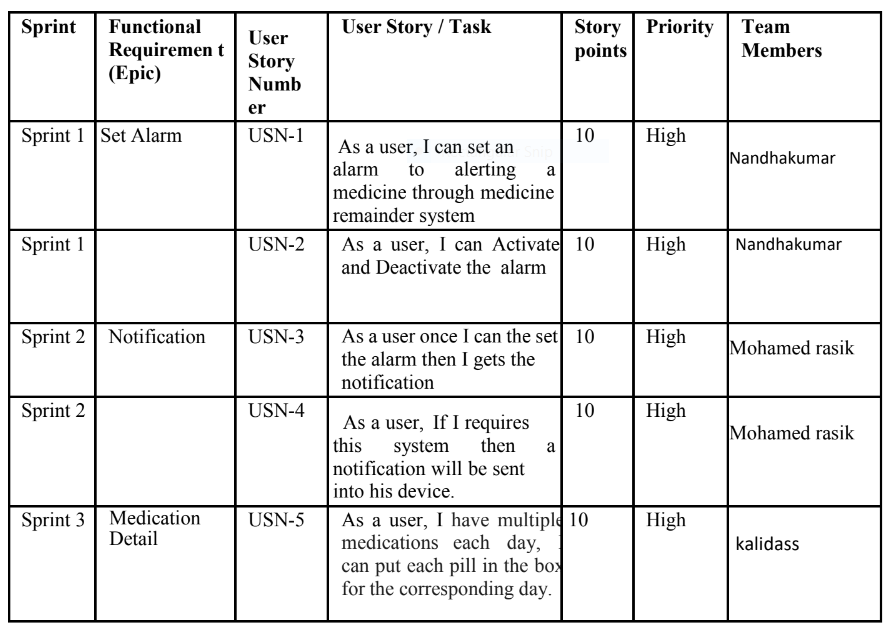 Sprint
Functional
Requiremen t
(Epic)
User
Story
Numb
er
User Story / Task
Story
points
Priority
Team
Members
Sprint 1
Set Alarm
USN-1
As a user, I can set an
alarm to alerting a
medicine through medicine
remainder system
10
High
Nandhakumar
Sprint 1
USN-2
As a user, I can Activate
and Deactivate the alarm
10
High
Nandhakumar
Sprint 2
Notification
USN-3
As a user once I can the set
the alarm then I gets the
notification
10
High
Mohamed rasik
Sprint 2
USN-4
As a user, If I requires
this system then a
notification will be sent
into his device.
10
High
Mohamed rasik
Sprint 3
Medication
Detail
USN-5
As a user, I have multiple
medications each day,
can put each pill in the box
for the corresponding day.
10
High
kalidass